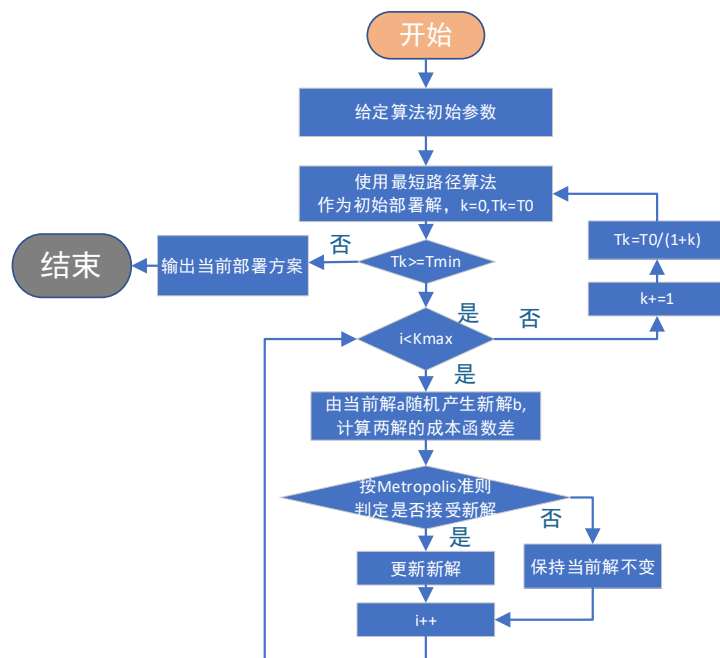 开始
给定算法初始参数
使用最短路径算法
作为初始部署解，k=0,Tk=T0
Tk=T0/(1+k)
否
结束
输出当前部署方案
Tk>=Tmin
k+=1
是
否
i<Kmax
是
由当前解a随机产生新解b,
计算两解的成本函数差
按Metropolis准则
判定是否接受新解
否
是
更新新解
保持当前解不变
i++